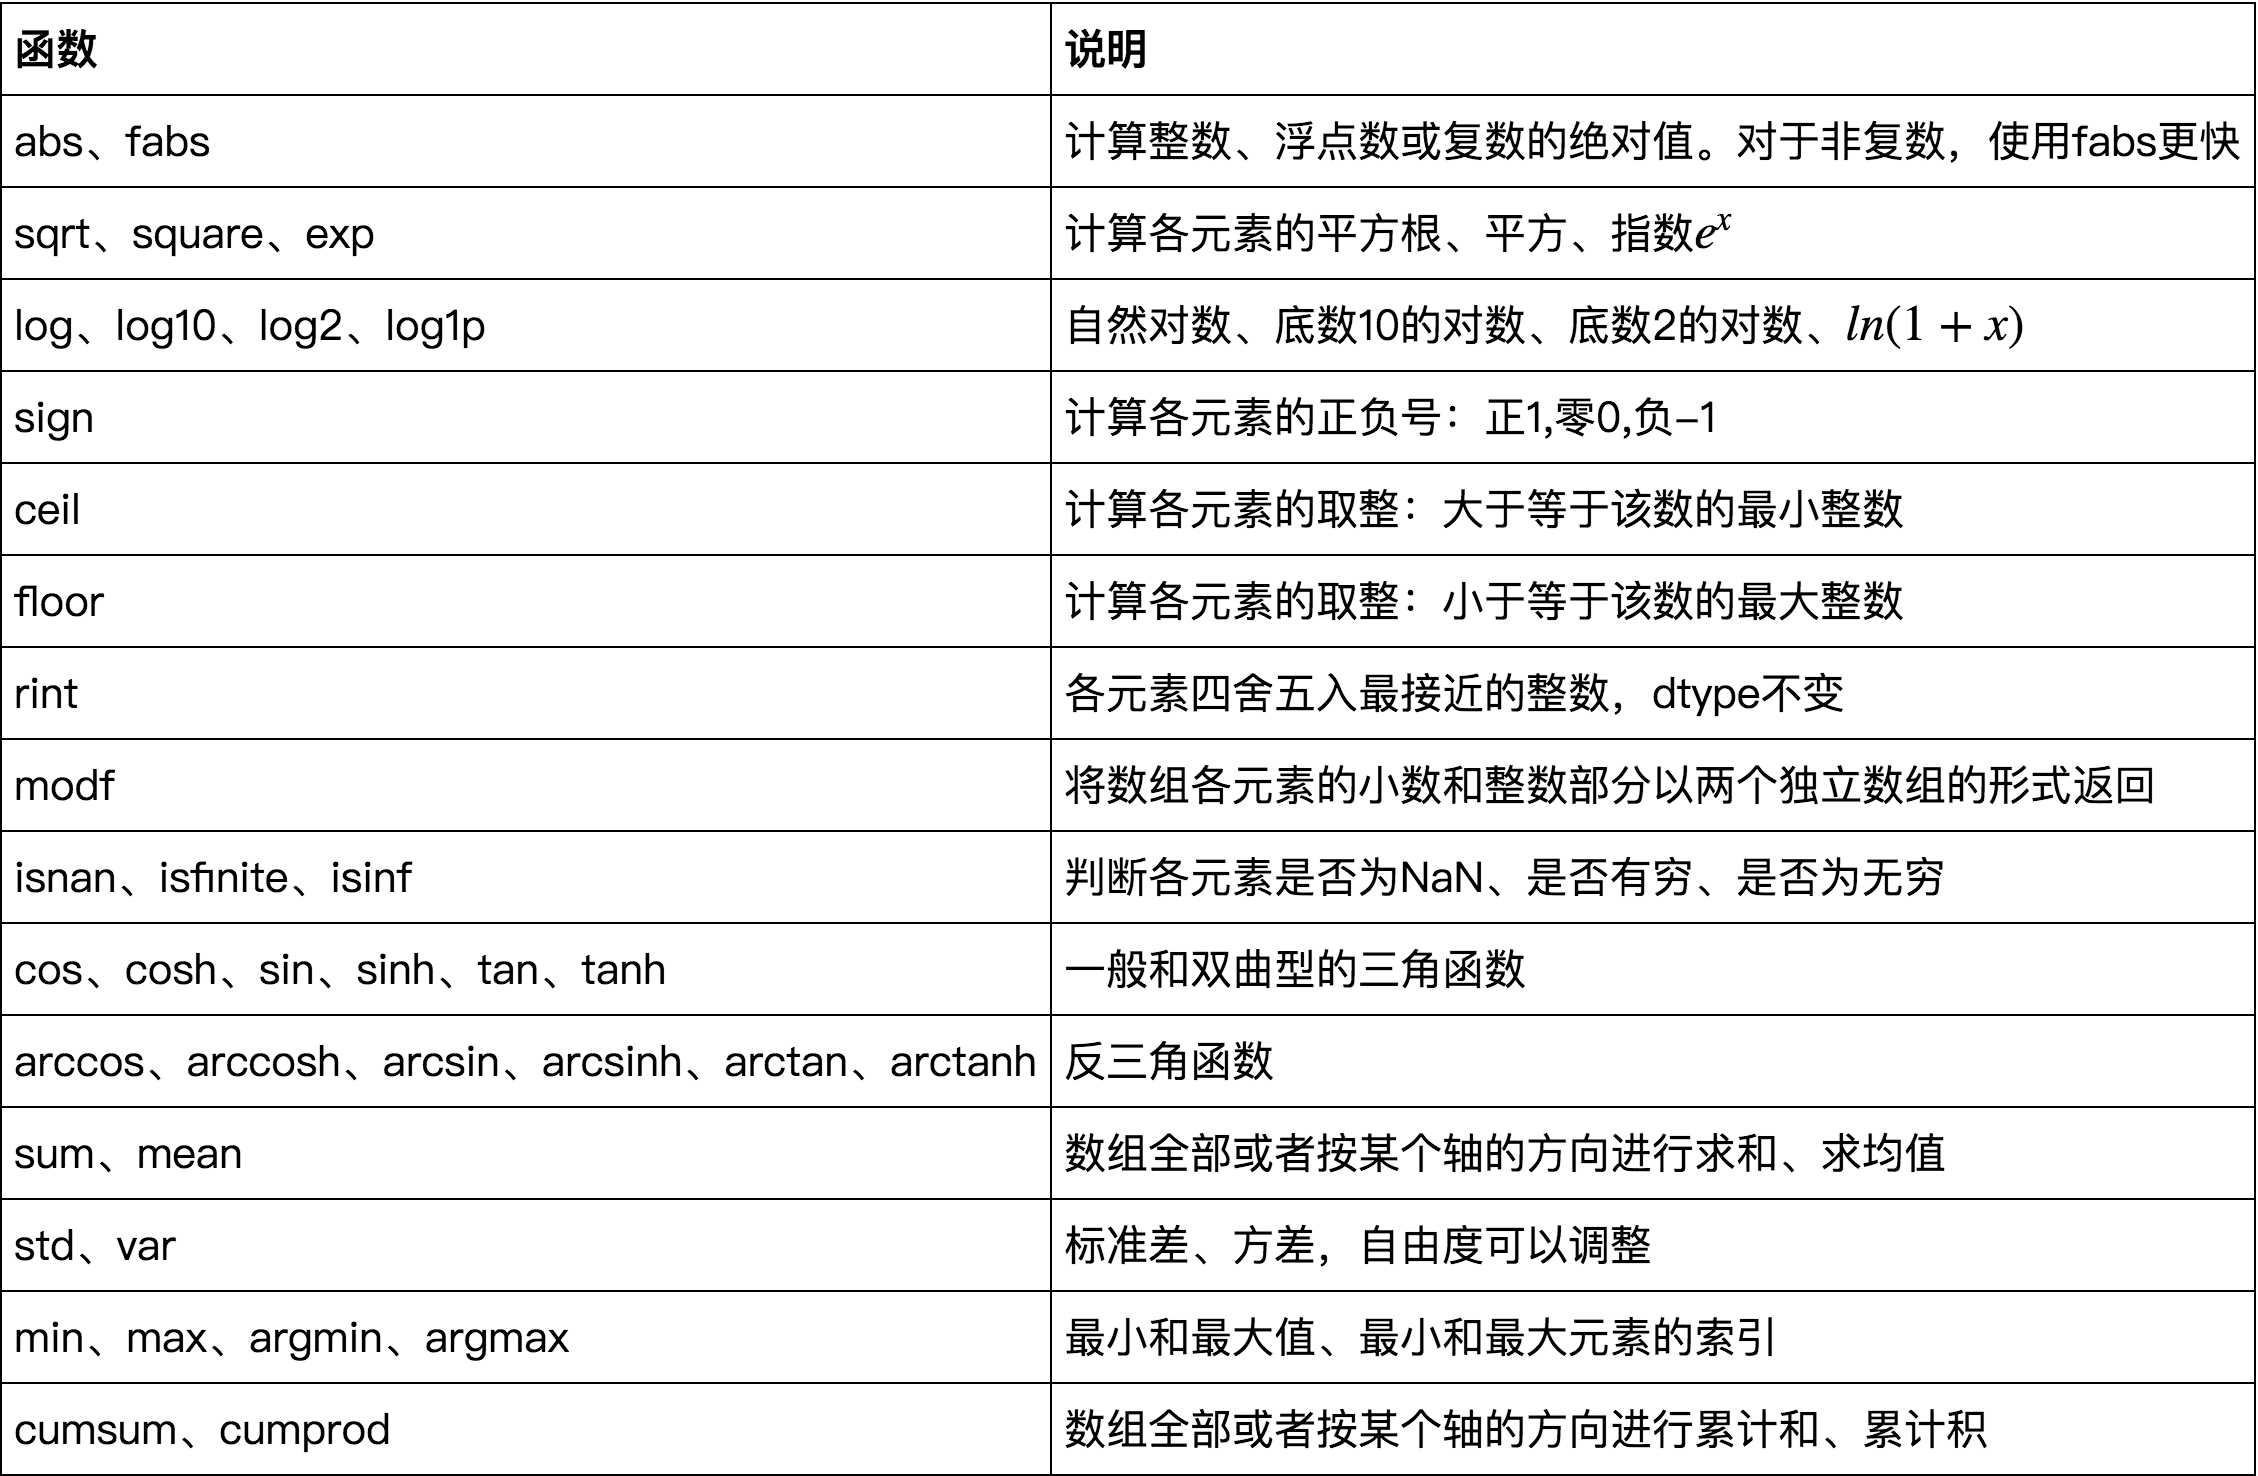 函数 说明
abs、fabs 计算整数、浮点数或复数的绝对值。对于非复数，使用fabs更快
sqrt、square、exp 计算各元素的平方根、平方、指数eˣ
log、log10、log2、log1p 自然对数、底数10的对数、底数2的对数、ln(1 + x)
sign 计算各元素的正负号：正1,零0,负–1
ceil 计算各元素的取整：大于等于该数的最小整数
floor 计算各元素的取整：小于等于该数的最大整数
rint 各元素四舍五入最接近的整数，dtype不变
modf 将数组各元素的小数和整数部分以两个独立数组的形式返回
isnan、isfinite、isinf 判断各元素是否为NaN、是否有穷、是否为无穷
cos、cosh、sin、sinh、tan、tanh 一般和双曲型的三角函数
arccos、arccosh、arcsin、arcsinh、arctan、arctanh 反三角函数
sum、mean 数组全部或者按某个轴的方向进行求和、求均值
std、var 标准差、方差，自由度可以调整
min、max、argmin、argmax 最小和最大值、最小和最大元素的索引
cumsum、cumprod 数组全部或者按某个轴的方向进行累计和、累计积